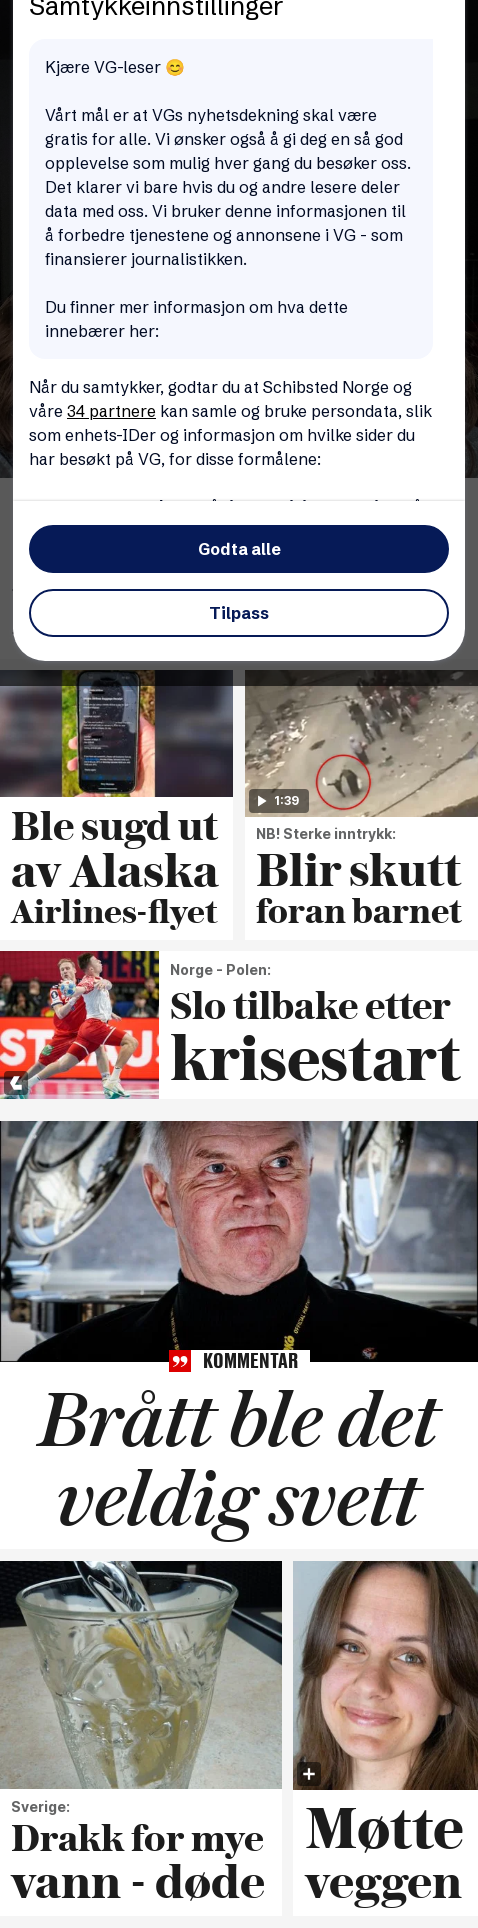 Samtykkeinnstillinger
Kjære VG-leser 😊
Vårt mål er at VGs nyhetsdekning skal være
gratis for alle. Vi ønsker også å gi deg en så god
opplevelse som mulig hver gang du besøker oss.
Det klarer vi bare hvis du og andre lesere deler
data med oss. Vi bruker denne informasjonen til
å forbedre tjenestene og annonsene i VG - som
finansierer journalistikken.
Du finner mer informasjon om hva dette
innebærer her:
Når du samtykker, godtar du at Schibsted Norge og
våre 34 partnere kan samle og bruke persondata, slik
som enhets-IDer og informasjon om hvilke sider du
har besøkt på VG, for disse formålene:
Godta alle
Tilpass
1:39
Ble sugd ut
av Alaska
Airlines-flyet
NB! Sterke inntrykk:
Blir skutt
foran barnet
Norge - Polen:
Slo tilbake etter
krisestart
KOMMENTAR
Brått ble det
veldig svett
Sverige:
Drakk for mye
vann - døde
Møtte
veggen